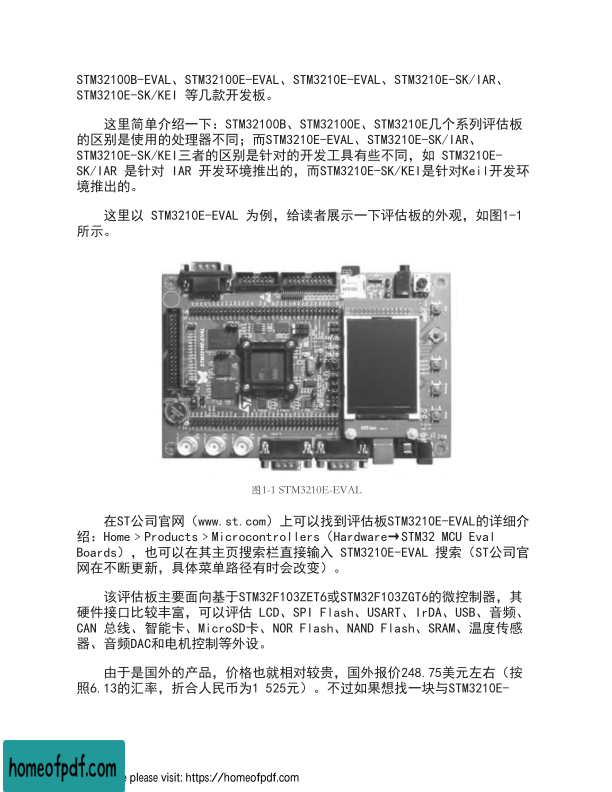 STM32100B-EVAL、STM32100E-EVAL、STM3210E-EVAL、STM3210E-SK/IAR、
STM3210E-SK/KEI 等几款开发板。
这里简单介绍一下：STM32100B、STM32100E、STM3210E几个系列评估板
的区别是使用的处理器不同；而STM3210E-EVAL、STM3210E-SK/IAR、
STM3210E-SK/KEI三者的区别是针对的开发工具有些不同，如 STM3210E-
SK/IAR 是针对 IAR 开发环境推出的，而STM3210E-SK/KEI是针对Keil开发环
境推出的。
这里以 STM3210E-EVAL 为例，给读者展示一下评估板的外观，如图1-1
所示。
STM3210E-EVAL
图1-1 STM3210E-EVAL
在ST公司官网（www.st.com）上可以找到评估板STM3210E-EVAL的详细介
绍：Home＞Products＞Microcontrollers（Hardware→STM32 MCU Eval
Boards），也可以在其主页搜索栏直接输入 STM3210E-EVAL 搜索（ST公司官
网在不断更新，具体菜单路径有时会改变）。
该评估板主要面向基于STM32F103ZET6或STM32F103ZGT6的微控制器，其
硬件接口比较丰富，可以评估 LCD、SPI Flash、USART、IrDA、USB、音频、
CAN 总线、智能卡、MicroSD卡、NOR Flash、NAND Flash、SRAM、温度传感
器、音频DAC和电机控制等外设。
由于是国外的产品，价格也就相对较贵，国外报价248.75美元左右（按
照6.13的汇率，折合人民币为1 525元）。不过如果想找一块与STM3210E-
homeofpdf.com
e please visit: https://homeofpdf.com